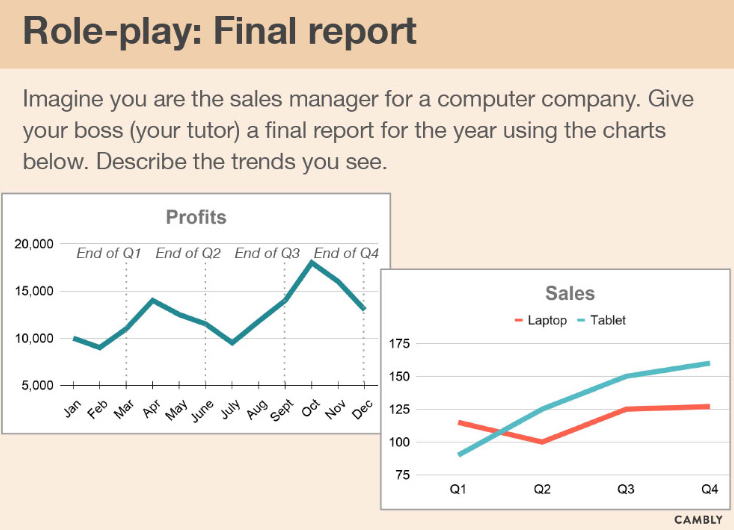 Role-play: Final report
Imagine you are the sales manager for a computer company. Give
your boss (your tutor) a final report for the year using the charts
below. Describe the trends you see.
Profits
20,000
End of Q1 End of Q2 End of Q3 End of Q4
15,000
10,000
5,000
Jan Feb Mar Apr May June July Aug Sept Oct Nov Dec
Sales
Laptop Tablet
175
150
125
100
75
Q1 Q2 Q3 Q4
CAMBLY